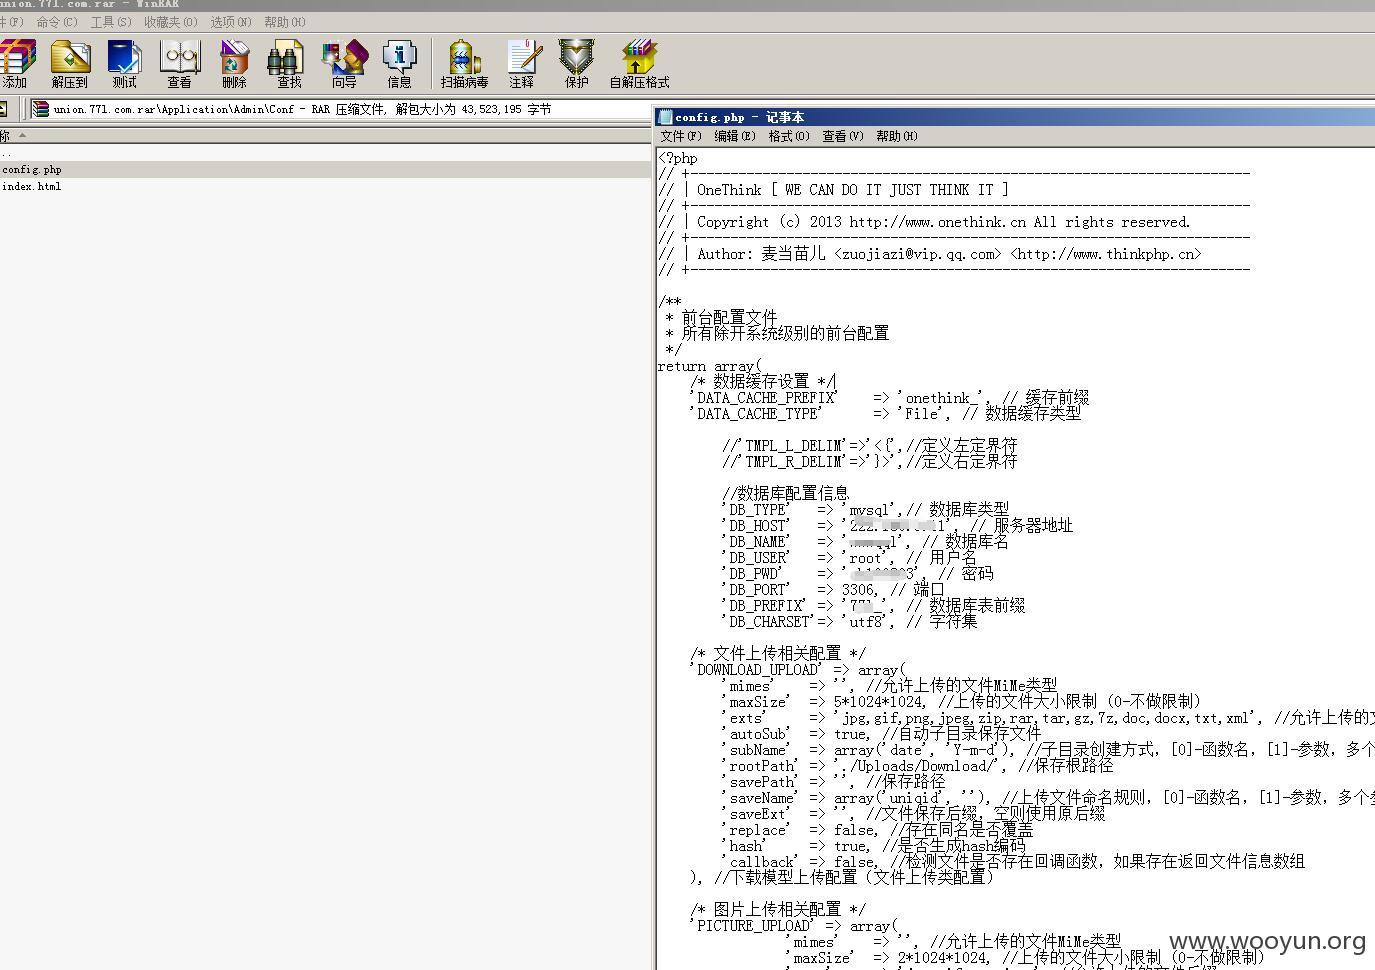 union.77l.com.rar - WinRAR
件(F) 命令(C) 工具(S) 收藏夹(O) 选项(N) 帮助(H)
添加 解压到 测试 查看 删除 查找 向导 信息 扫描病毒 注释 保护 自解压格式
union.77l.com.rar\Application\Admin\Conf - RAR 压缩文件, 解包大小为 43,523,195 字节
称
..
config.php
index.html
config.php - 记事本
文件(F) 编辑(E) 格式(O) 查看(V) 帮助(H)
<?php
// +----------------------------------------------------------------------
// | OneThink [ WE CAN DO IT JUST THINK IT ]
// +----------------------------------------------------------------------
// | Copyright (c) 2013 http://www.onethink.cn All rights reserved.
// +----------------------------------------------------------------------
// | Author: 麦当苗儿 <zuojiazi@vip.qq.com> <http://www.thinkphp.cn>
// +----------------------------------------------------------------------
/**
* 前台配置文件
* 所有除开系统级别的前台配置
*/
return array(
/* 数据缓存设置 */
'DATA_CACHE_PREFIX' => 'onethink_', // 缓存前缀
'DATA_CACHE_TYPE' => 'File', // 数据缓存类型
//'TMPL_L_DELIM'=>'<{',//定义左定界符
//'TMPL_R_DELIM'=>'}>',//定义右定界符
//数据库配置信息
'DB_TYPE' => 'mysql',// 数据库类型
'DB_HOST' => ', // 服务器地址
'DB_NAME' => ', // 数据库名
'DB_USER' => 'root', // 用户名
'DB_PWD' => ', // 密码
'DB_PORT' => 3306, // 端口
'DB_PREFIX' => ', // 数据库表前缀
'DB_CHARSET'=> 'utf8', // 字符集
/* 文件上传相关配置 */
'DOWNLOAD_UPLOAD' => array(
'mimes' => '', //允许上传的文件MiMe类型
'maxSize' => 5*1024*1024, //上传的文件大小限制 (0-不做限制)
'exts' => 'jpg,gif,png,jpeg,zip,rar,tar,gz,7z,doc,docx,txt,xml', //允许上传的
'autoSub' => true, //自动子目录保存文件
'subName' => array('date', 'Y-m-d'), //子目录创建方式，[0]-函数名，[1]-参数，多个
'rootPath' => './Uploads/Download/', //保存根路径
'savePath' => '', //保存路径
'saveName' => array('uniqid', ''), //上传文件命名规则，[0]-函数名，[1]-参数，多个
'saveExt' => '', //文件保存后缀，空则使用原后缀
'replace' => false, //存在同名是否覆盖
'hash' => true, //是否生成hash编码
'callback' => false, //检测文件是否存在回调函数，如果存在返回文件信息数组
), //下载模型上传配置（文件上传类配置）
/* 图片上传相关配置 */
'PICTURE_UPLOAD' => array(
'mimes' => '', //允许上传的文件MiMe类型
'maxSize' => 2*1024*1024, //上传的文件大小限制 (0-不做限制)
www.wooyun.org